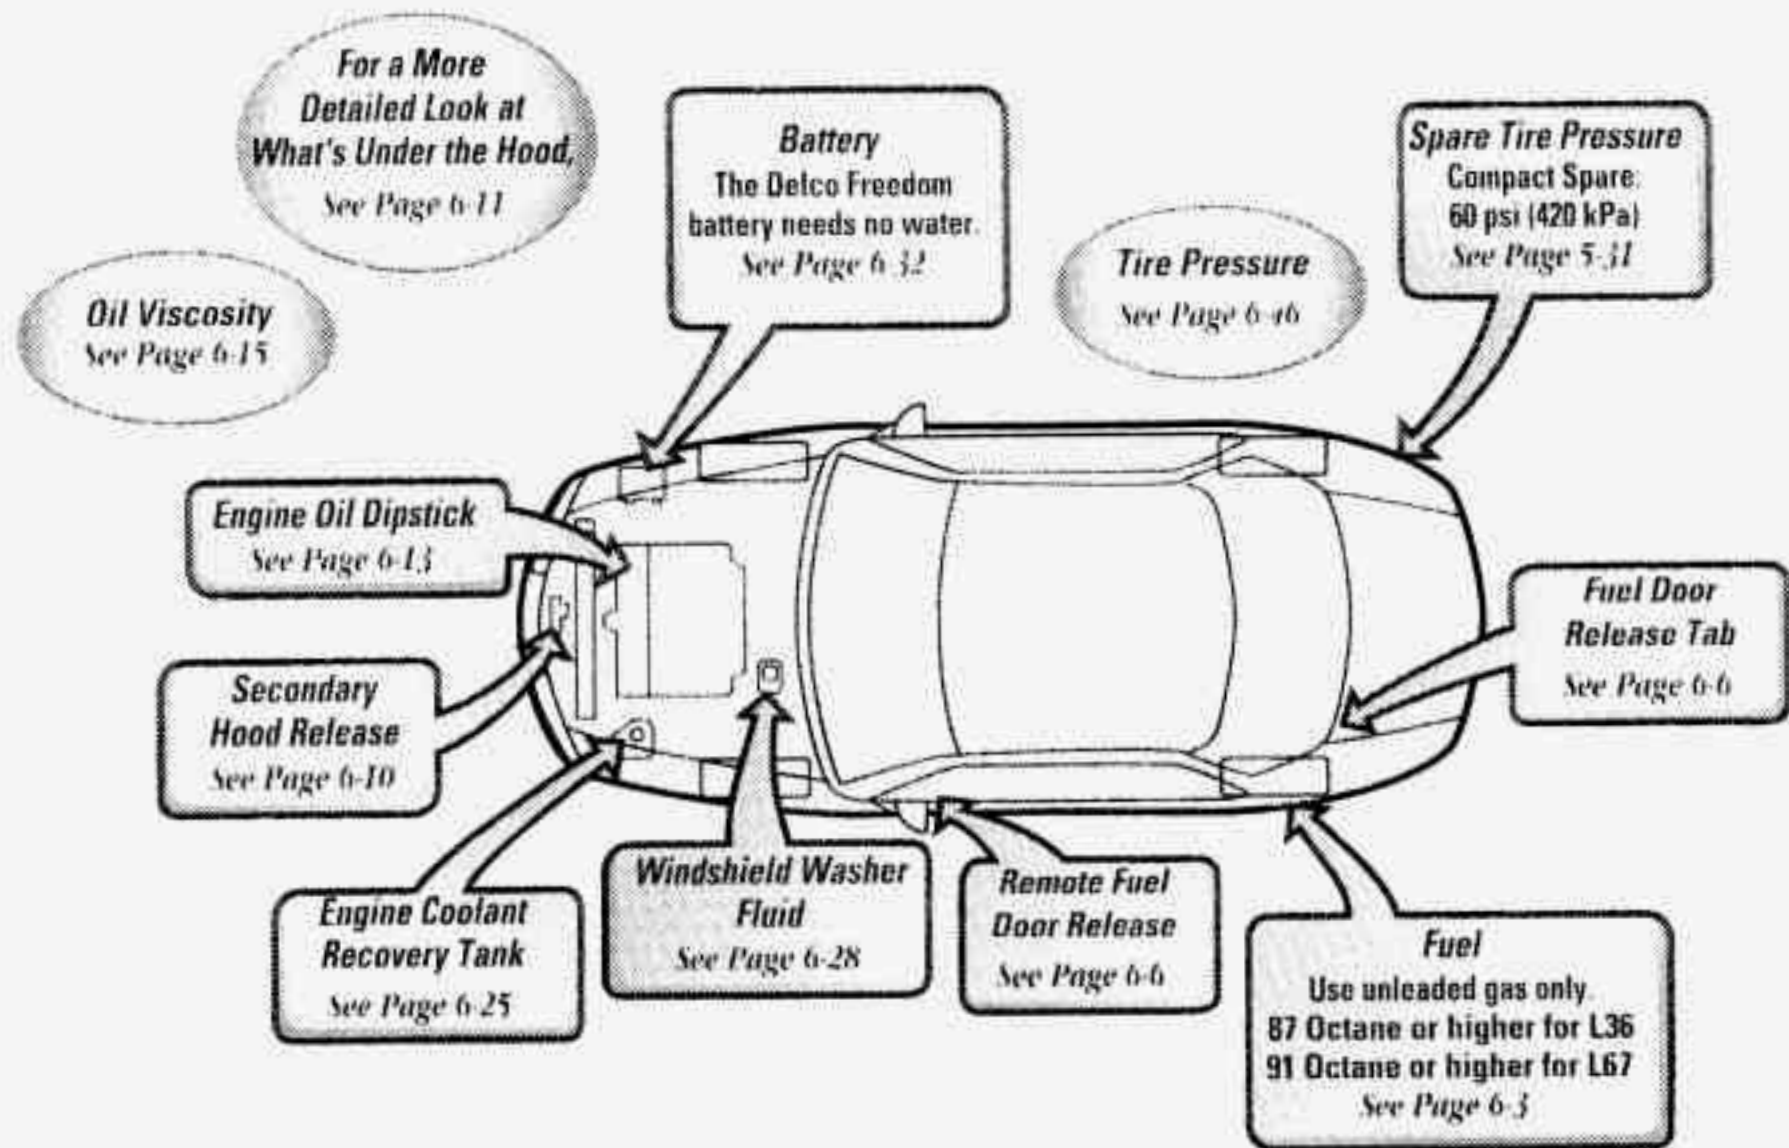 For a More
Detailed Look at
What's Under the Hood,
See Page 6-11
Battery
The Delco Freedom
battery needs no water.
See Page 6-32
Spare Tire Pressure
Compact Spare:
60 psi (420 kPa)
See Page 5-31
Tire Pressure
See Page 6-46
Oil Viscosity
See Page 6-15
Engine Oil Dipstick
See Page 6-13
Fuel Door
Release Tab
See Page 6-6
Secondary
Hood Release
See Page 6-10
Engine Coolant
Recovery Tank
See Page 6-25
Windshield Washer
Fluid
See Page 6-28
Remote Fuel
Door Release
See Page 6-6
Fuel
Use unleaded gas only.
87 Octane or higher for L36
91 Octane or higher for L67
See Page 6-3